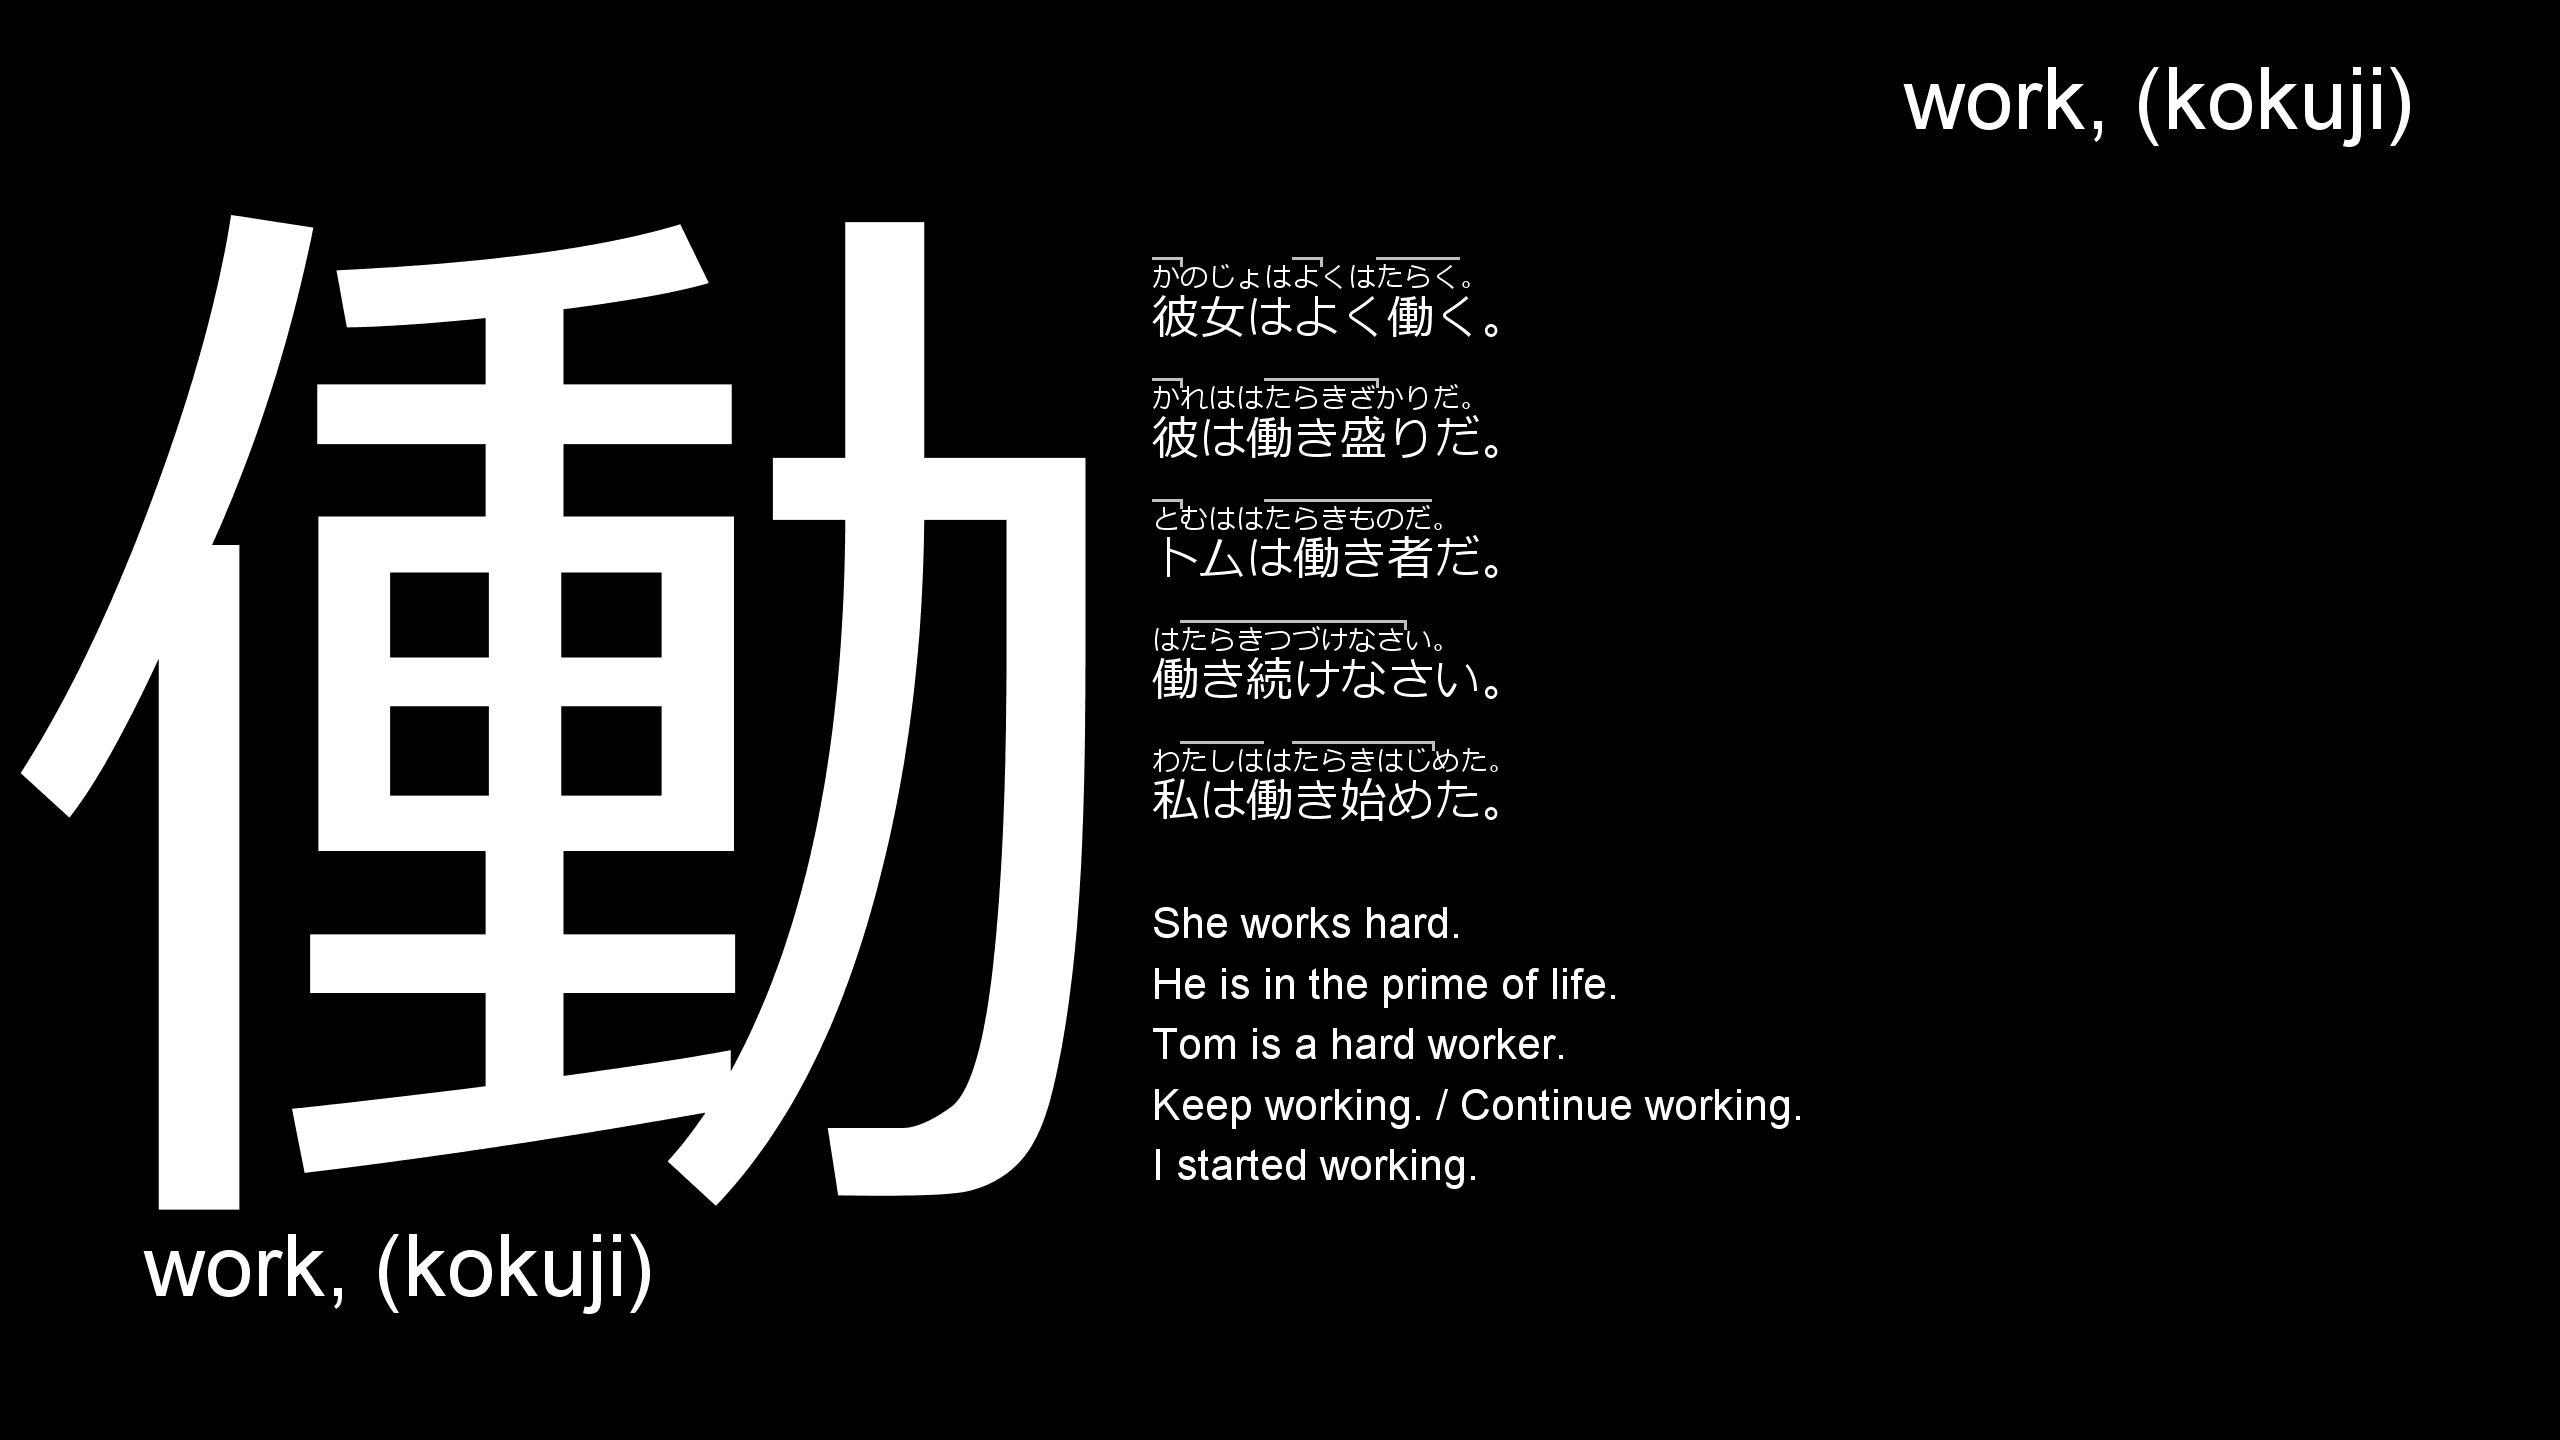 work, (kokuji)
働
かのじょはよくはたらく。
彼女はよく働く。
かれははたらきざかりだ。
彼は働き盛りだ。
とむははたらきものだ。
トムは働き者だ。
はたらきつづけなさい。
働き続けなさい。
わたしははたらきはじめた。
私は働き始めた。
She works hard.
He is in the prime of life.
Tom is a hard worker.
Keep working. / Continue working.
I started working.
work, (kokuji)